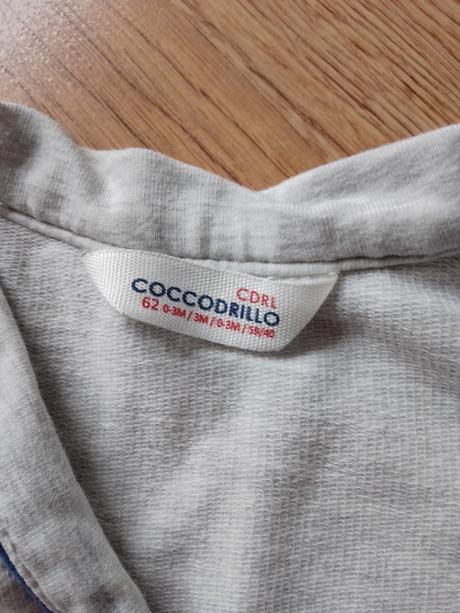 CDRL
COCCODRILLO
62 0-3M / 3M / 0-3M / 59/40